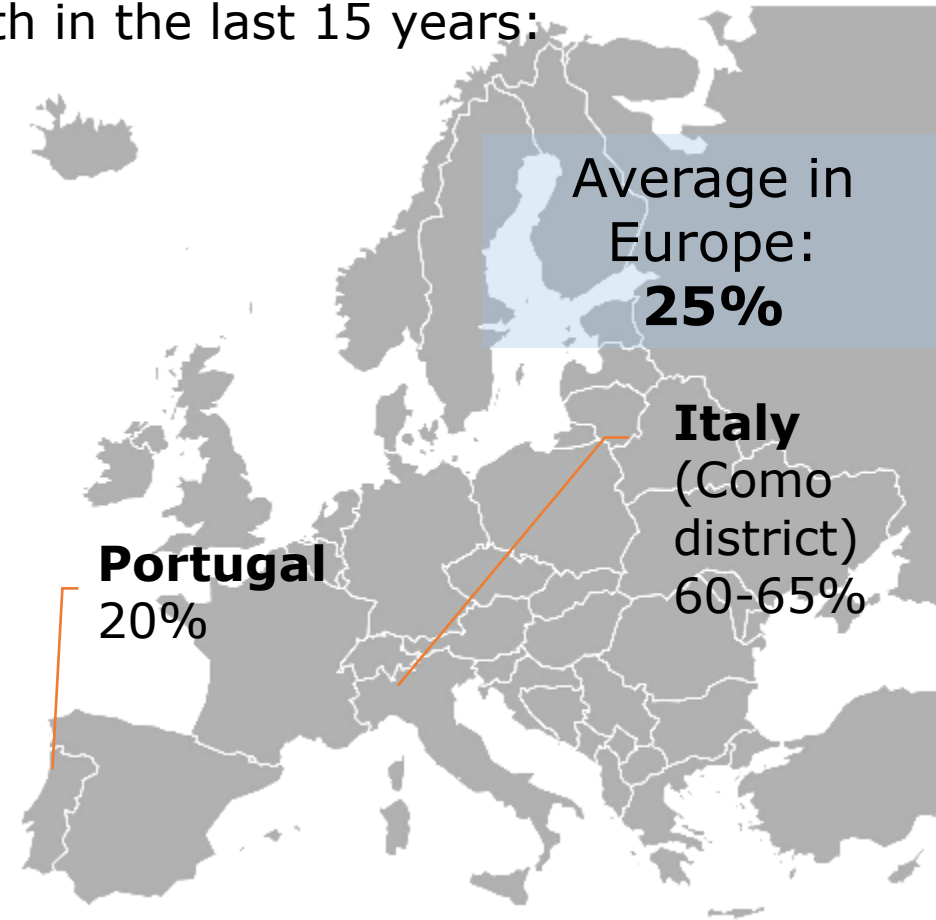 th in the last 15 years:
Average in
Europe:
25%
Italy
(Como
district)
60-65%
Portugal
20%